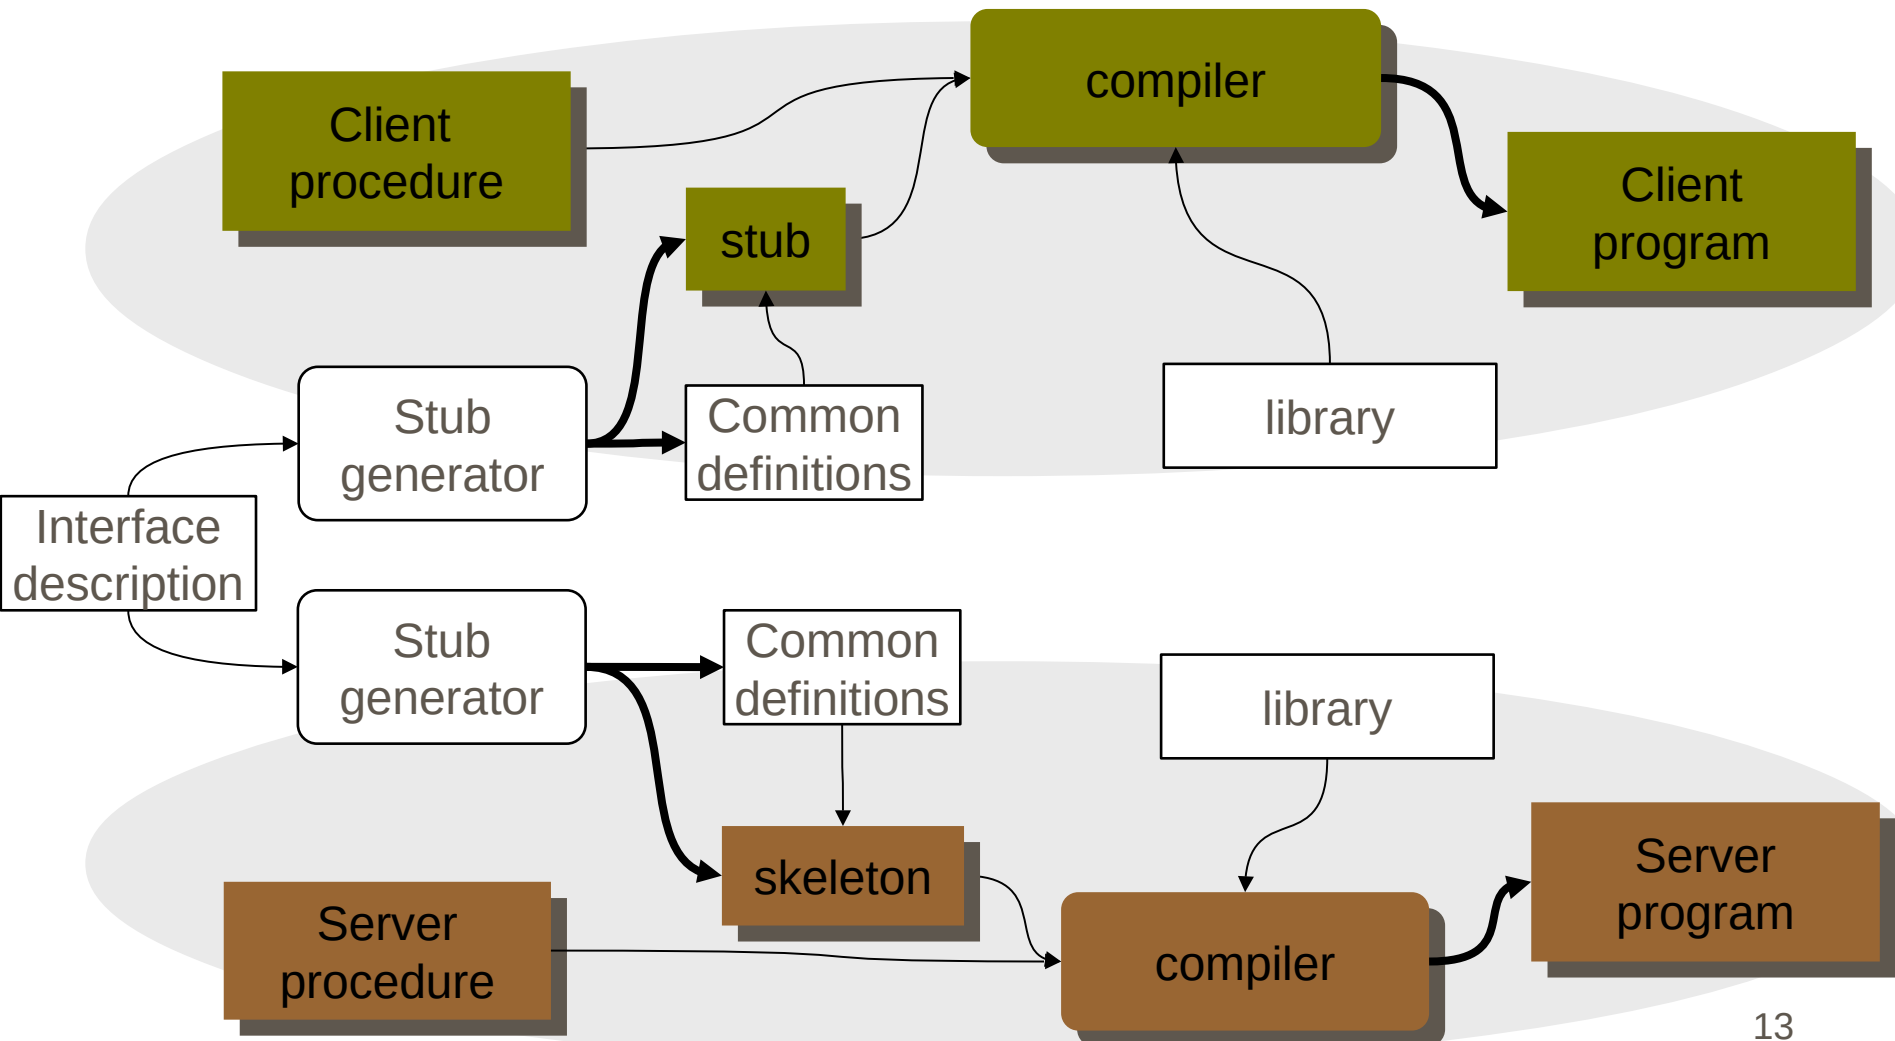 compiler
Client
procedure
Client
program
stub
Stub
generator
Common
definitions
library
Interface
description
Stub
generator
Common
definitions
library
skeleton
Server
program
Server
procedure
compiler
13